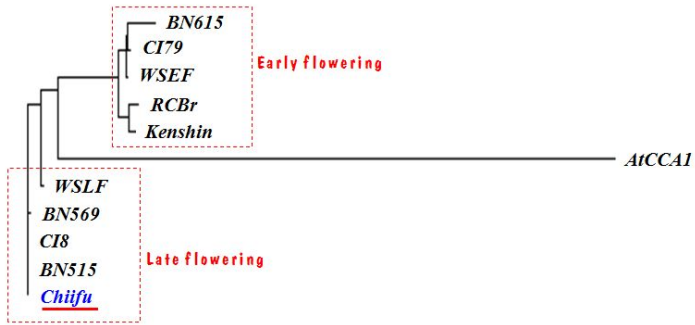 BN615
CI79
WSEF
Early flowering
RCBr
Kenshin
AtCCA1
WSLF
BN569
CI8
BN515
Late flowering
Chiifu